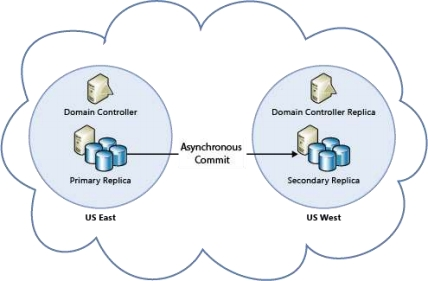 Domain Controller
Primary Replica
US East
Asynchronous
Commit
Domain Controller Replica
Secondary Replica
US West